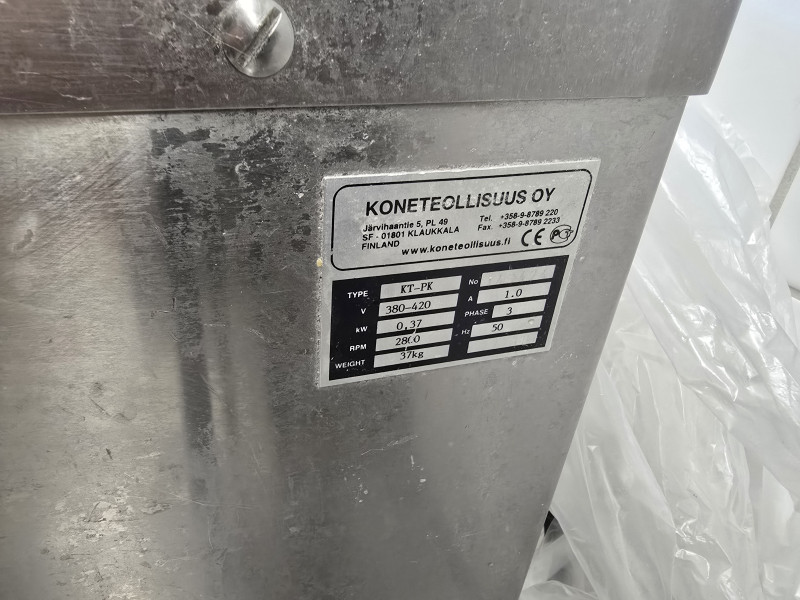 KONETEOLLISUUS OY
Järvihaantie 5, PL 49 Tel. +358-9-8789 220
SF - 01801 KLAUKKALA Fax. +358-9-8789 2233
FINLAND www.koneteollisuus.fi CE
TYPE KT-PK No
V 380-420 A 1.0
kW 0,37 PHASE 3
RPM 2800 Hz 50
WEIGHT 37kg